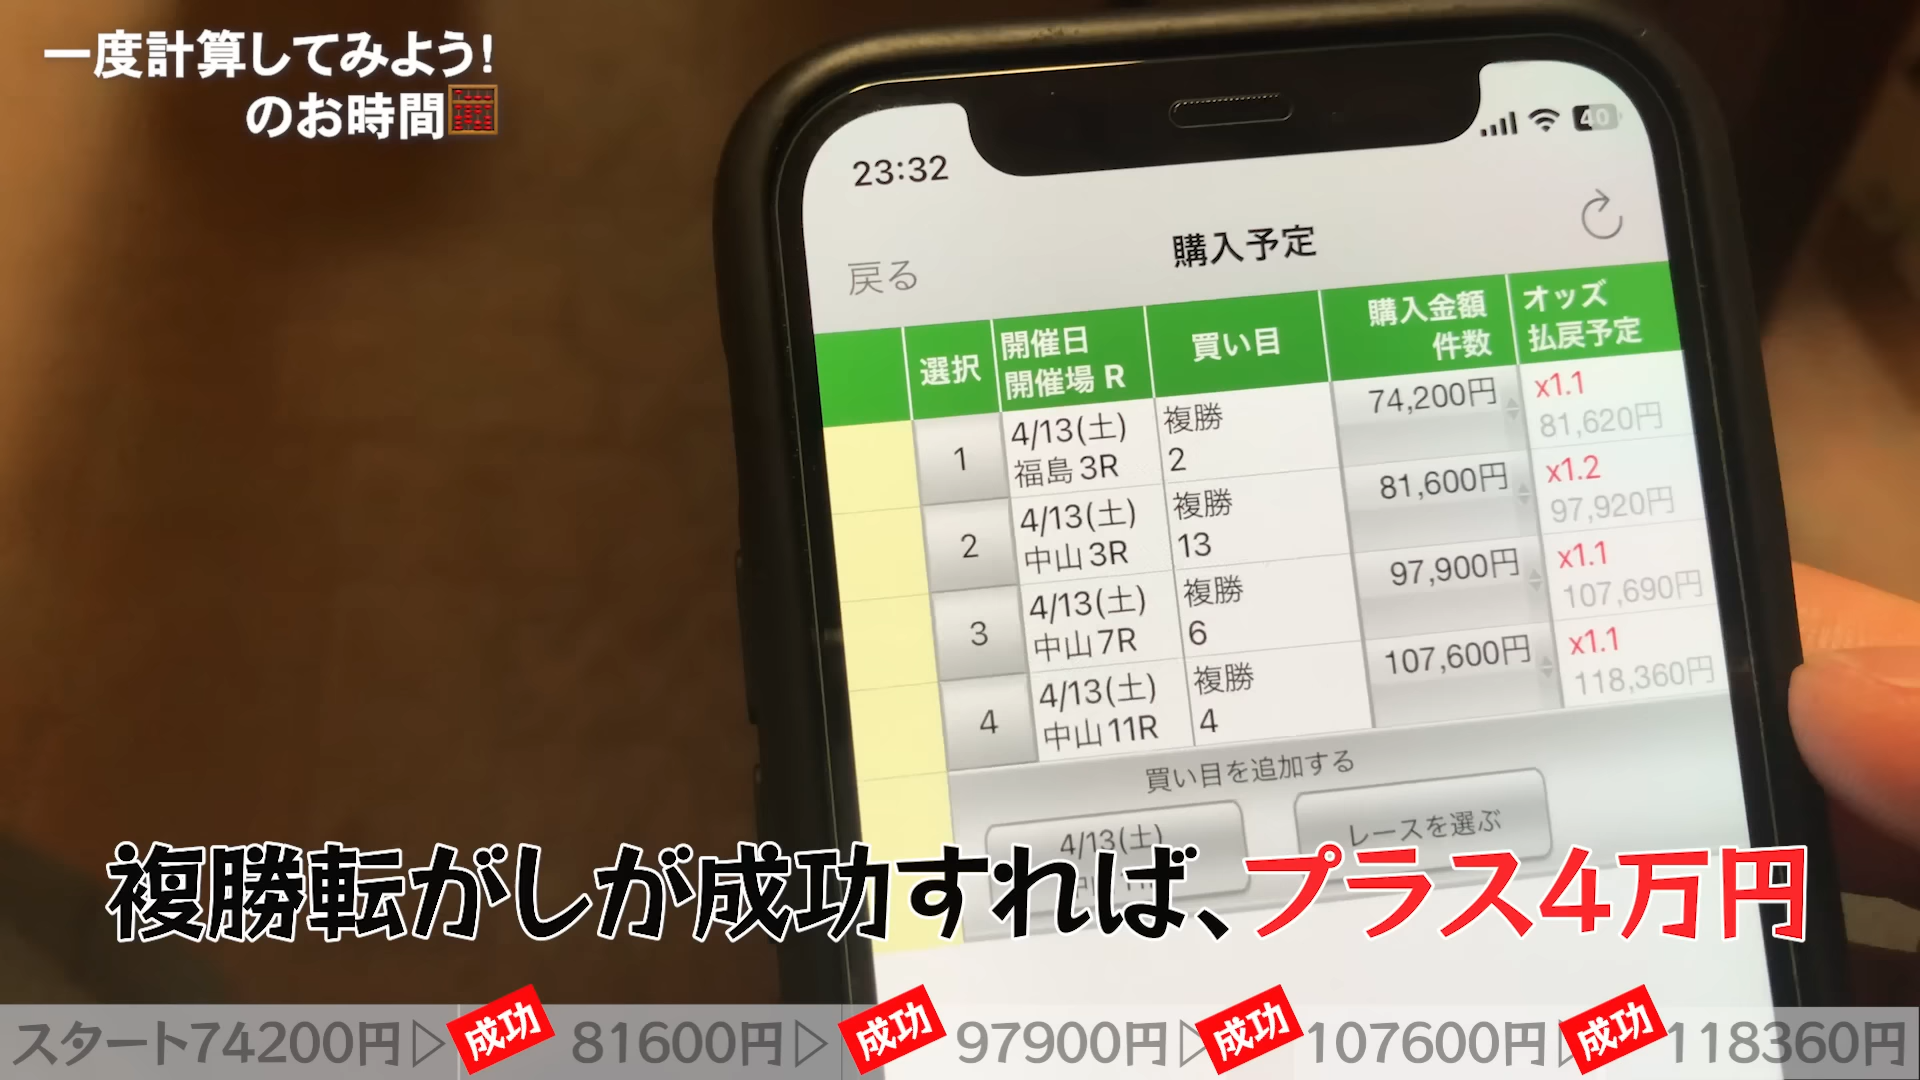 一度計算してみよう!
のお時間
23:32
40
戻る
購入予定
選択
開催日
開催場 R
買い目
購入金額
件数
オッズ
払戻予定
1
4/13(土)
福島 3R
複勝
2
74,200円
x1.1
81,620円
2
4/13(土)
中山 3R
複勝
13
81,600円
x1.2
97,920円
3
4/13(土)
中山 7R
複勝
6
97,900円
x1.1
107,690円
4
4/13(土)
中山 11R
複勝
4
107,600円
x1.1
118,360円
買い目を追加する
4/13(土)
レースを選ぶ
複勝転がしが成功すれば、プラス4万円
スタート74200円▷ 成功 81600円▷ 成功 97900円▷ 成功 107600円▷ 成功 118360円